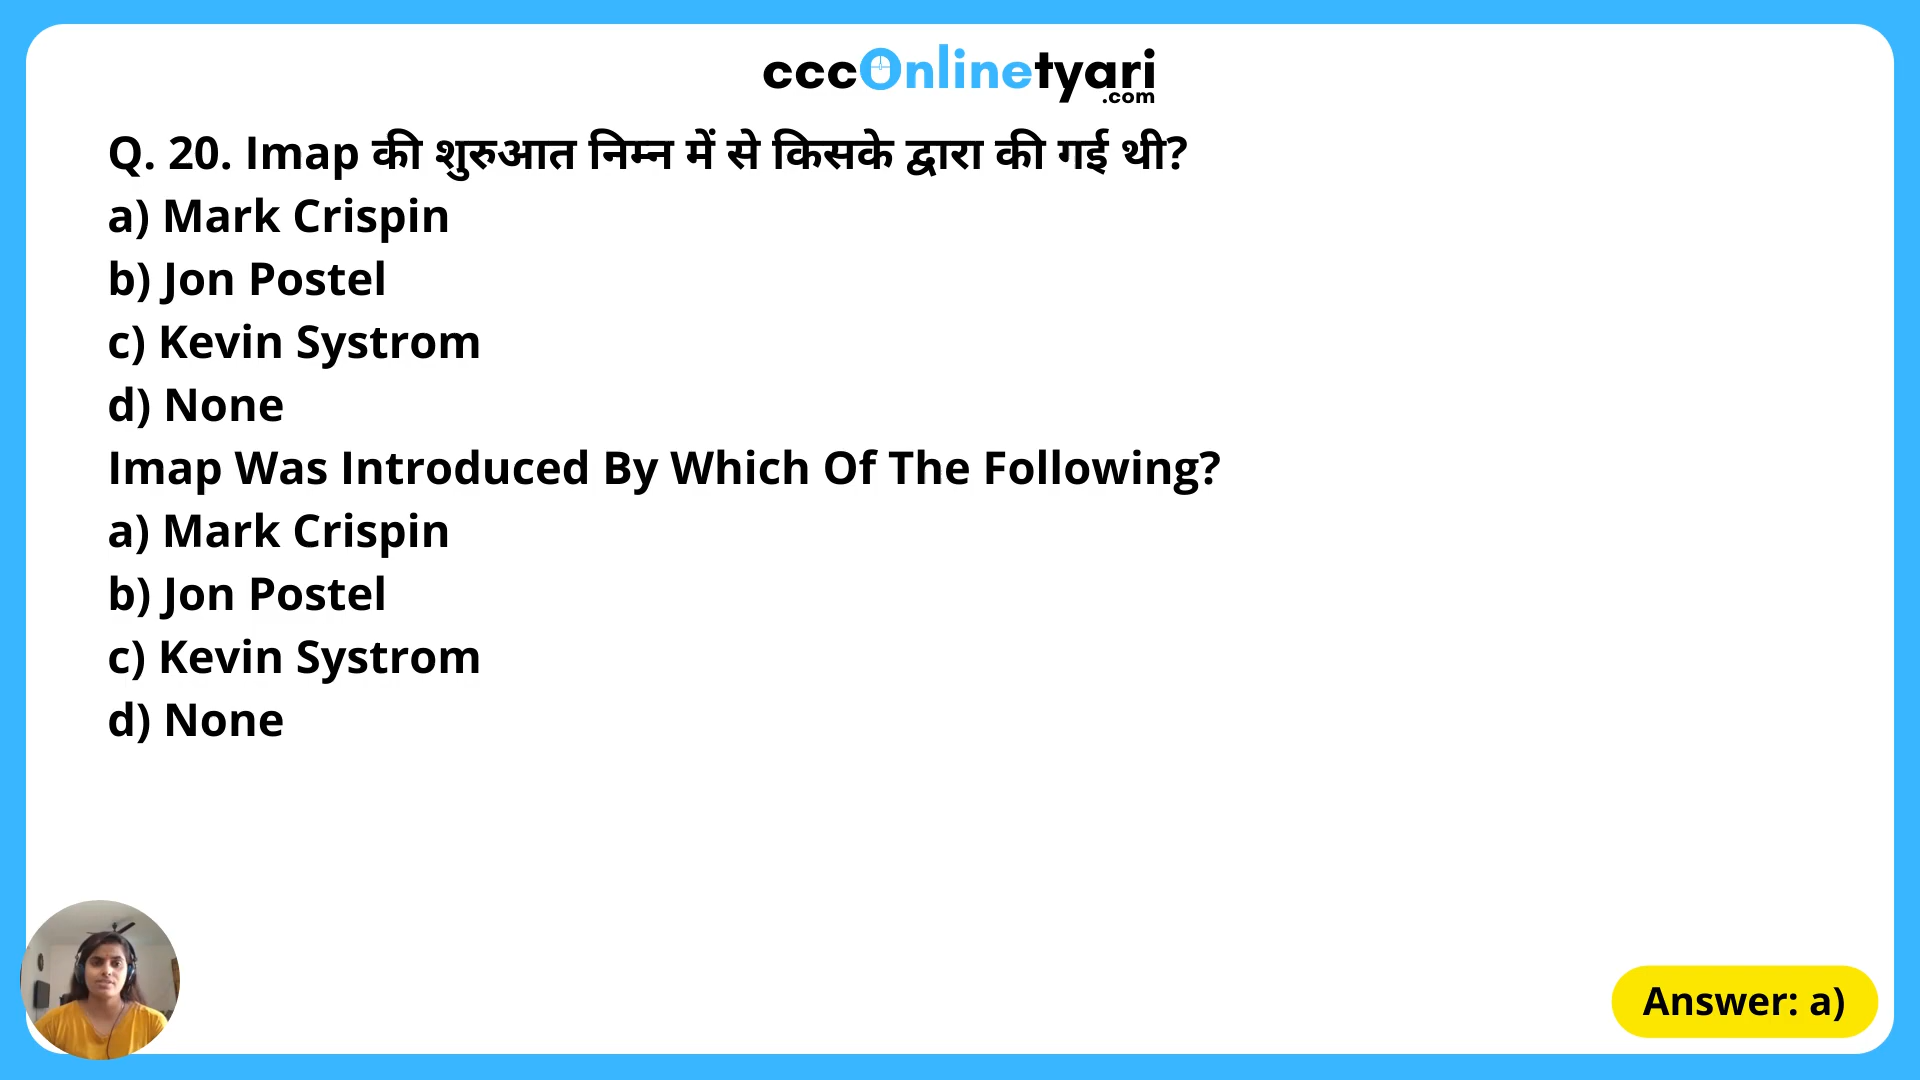 cccOnlinetyari
.com
Q. 20. Imap की शुरुआत निम्न में से किसके द्वारा की गई थी?
a) Mark Crispin
b) Jon Postel
c) Kevin Systrom
d) None
Imap Was Introduced By Which Of The Following?
a) Mark Crispin
b) Jon Postel
c) Kevin Systrom
d) None
Answer: a)